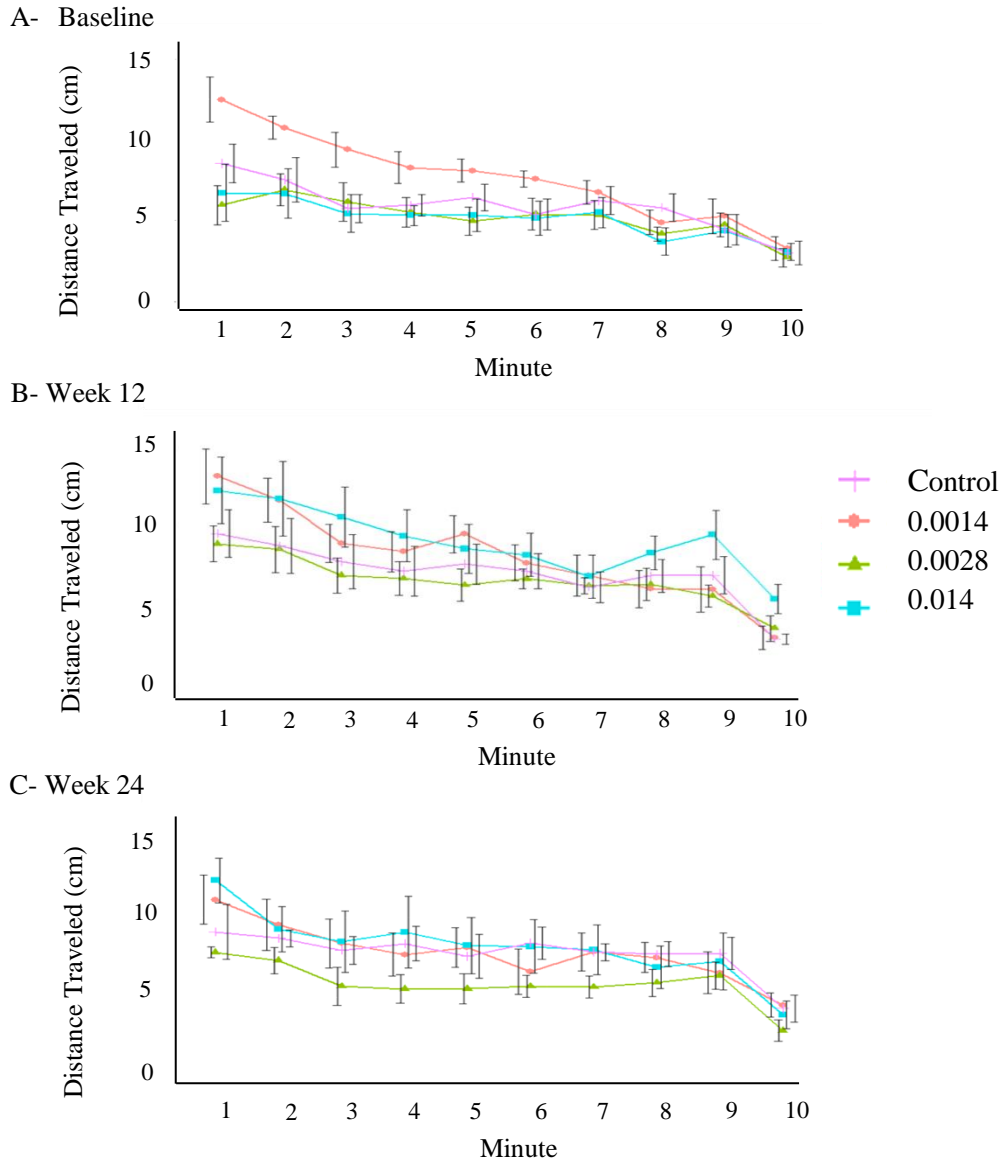 A- Baseline
15
10
5
0
Distance Traveled (cm)
1 2 3 4 5 6 7 8 9 10
Minute
B- Week 12
15
10
5
0
Distance Traveled (cm)
1 2 3 4 5 6 7 8 9 10
Minute
Control
0.0014
0.0028
0.014
C- Week 24
15
10
5
0
Distance Traveled (cm)
1 2 3 4 5 6 7 8 9 10
Minute